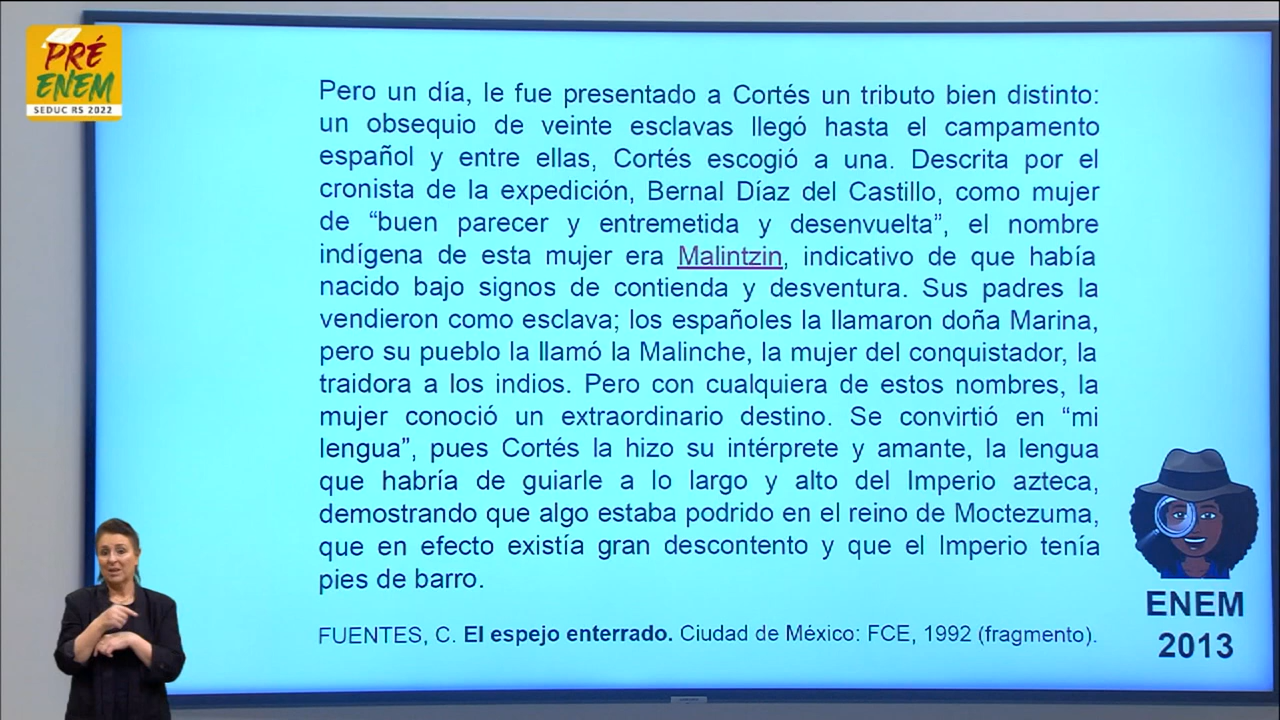 PRÉ
ENEM
SEDUC RS 2022
Pero un día, le fue presentado a Cortés un tributo bien distinto:
un obsequio de veinte esclavas llegó hasta el campamento
español y entre ellas, Cortés escogió a una. Descrita por el
cronista de la expedición, Bernal Díaz del Castillo, como mujer
de “buen parecer y entremetida y desenvuelta”, el nombre
indígena de esta mujer era Malintzin, indicativo de que había
nacido bajo signos de contienda y desventura. Sus padres la
vendieron como esclava; los españoles la llamaron doña Marina,
pero su pueblo la llamó la Malinche, la mujer del conquistador, la
traidora a los indios. Pero con cualquiera de estos nombres, la
mujer conoció un extraordinario destino. Se convirtió en “mi
lengua”, pues Cortés la hizo su intérprete y amante, la lengua
que habría de guiarle a lo largo y alto del Imperio azteca,
demostrando que algo estaba podrido en el reino de Moctezuma,
que en efecto existía gran descontento y que el Imperio tenía
pies de barro.
FUENTES, C. El espejo enterrado. Ciudad de México: FCE, 1992 (fragmento).
ENEM
2013